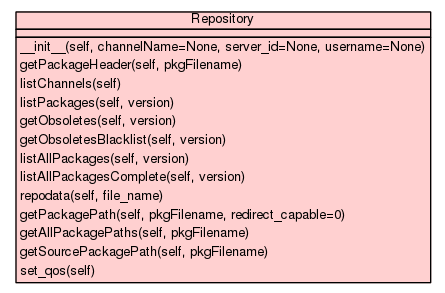 Repository
__init__(self, channelName=None, server_id=None, username=None)
getPackageHeader(self, pkgFilename)
listChannels(self)
listPackages(self, version)
getObsoletes(self, version)
getObsoletesBlacklist(self, version)
listAllPackages(self, version)
listAllPackagesComplete(self, version)
repodata(self, file_name)
getPackagePath(self, pkgFilename, redirect_capable=0)
getAllPackagePaths(self, pkgFilename)
getSourcePackagePath(self, pkgFilename)
set_qos(self)